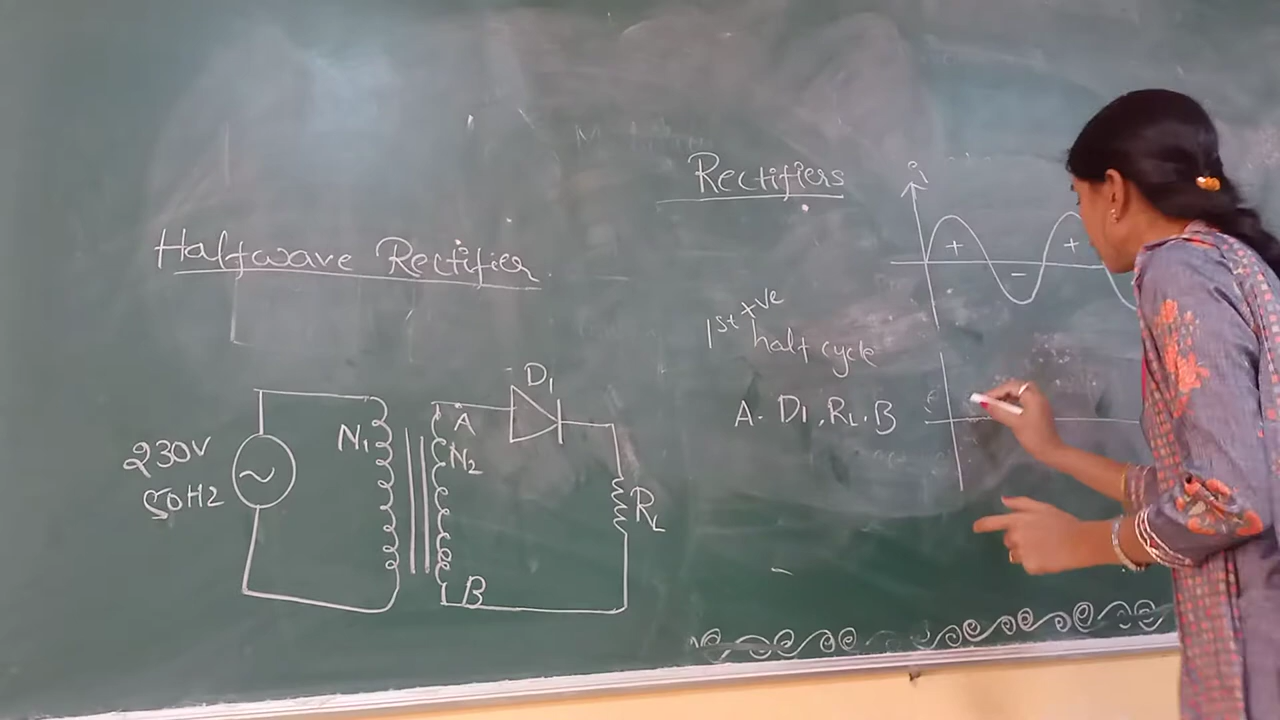 Rectifiers
Halfwave Rectifier
1st +ve
half cycle
A. D1, RL, B
+
-
+
D1
A
N1
N2
230V
50Hz
RL
B